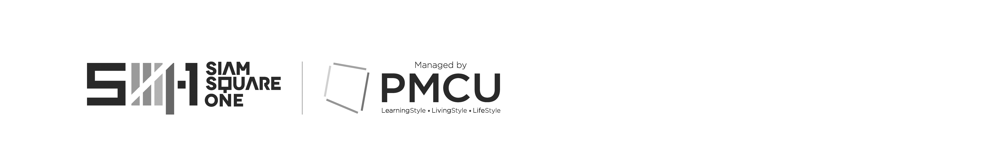 SIAM
SQUARE
ONE
Managed by
PMCU
LearningStyle ◆ LivingStyle ◆ LifeStyle